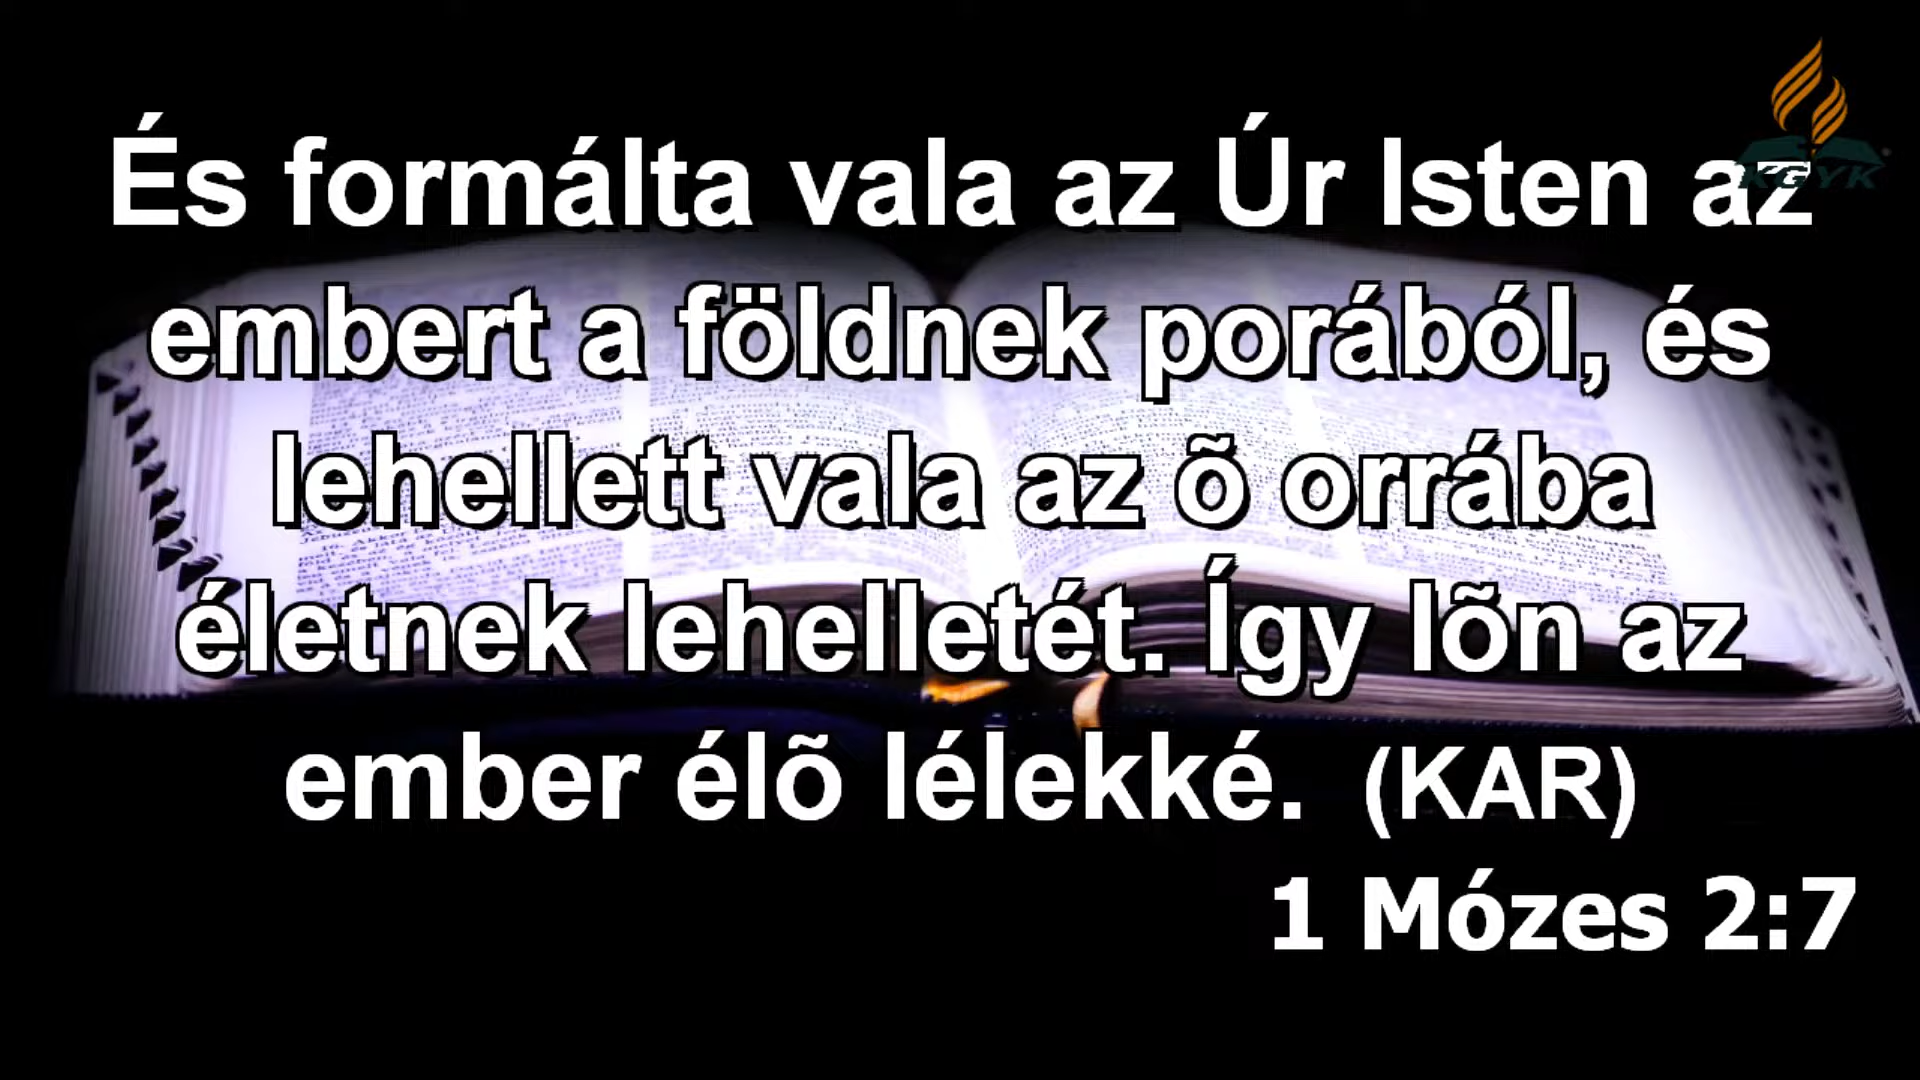 És formálta vala az Úr Isten az
embert a földnek porából, és
lehellett vala az õ orrába
életnek lehelletét. Így lõn az
ember élõ lélekké. (KAR)
1 Mózes 2:7
KGYK